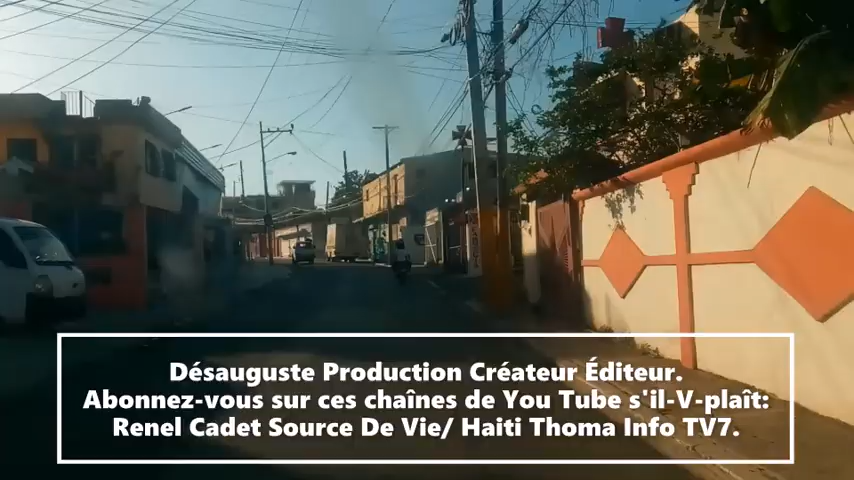 Désauguste Production Créateur Éditeur.
Abonnez-vous sur ces chaînes de You Tube s'il-V-plaît:
Renel Cadet Source De Vie/ Haiti Thoma Info TV7.